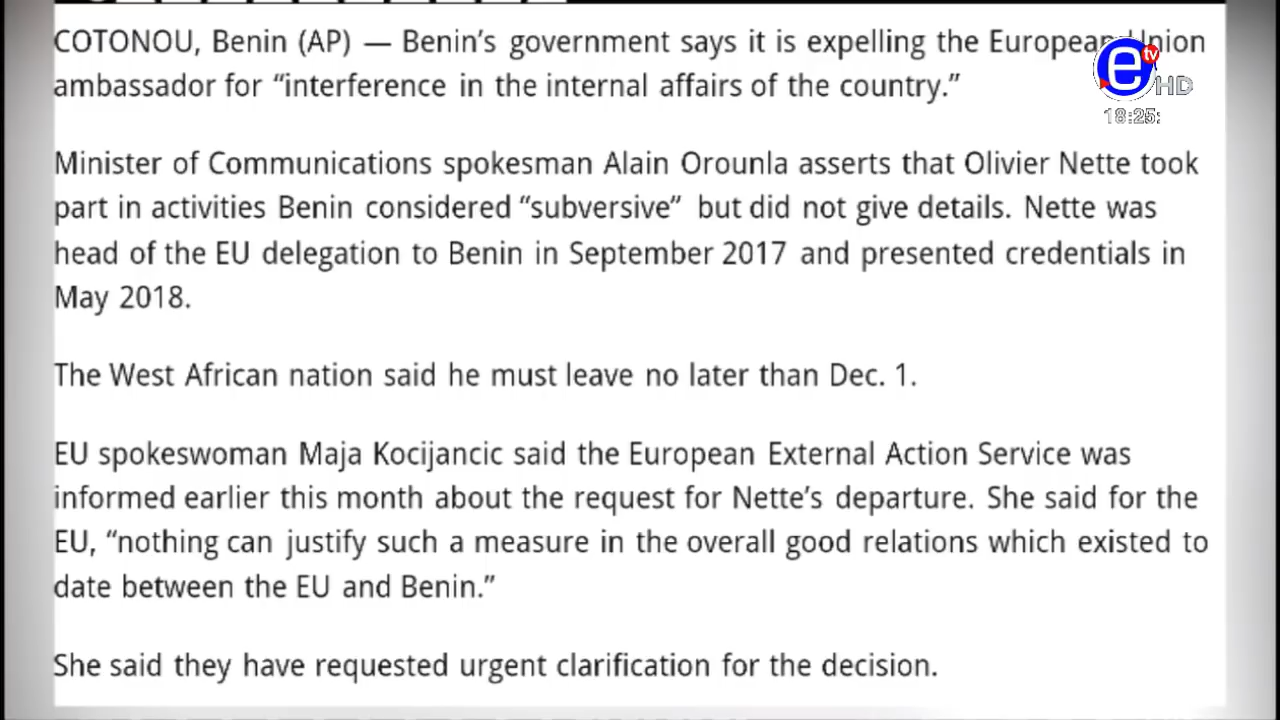 COTONOU, Benin (AP) — Benin’s government says it is expelling the European Union
ambassador for “interference in the internal affairs of the country.”
Minister of Communications spokesman Alain Orounla asserts that Olivier Nette took
part in activities Benin considered “subversive” but did not give details. Nette was
head of the EU delegation to Benin in September 2017 and presented credentials in
May 2018.
The West African nation said he must leave no later than Dec. 1.
EU spokeswoman Maja Kocijancic said the European External Action Service was
informed earlier this month about the request for Nette’s departure. She said for the
EU, “nothing can justify such a measure in the overall good relations which existed to
date between the EU and Benin.”
She said they have requested urgent clarification for the decision.
e tv
HD
18:25: